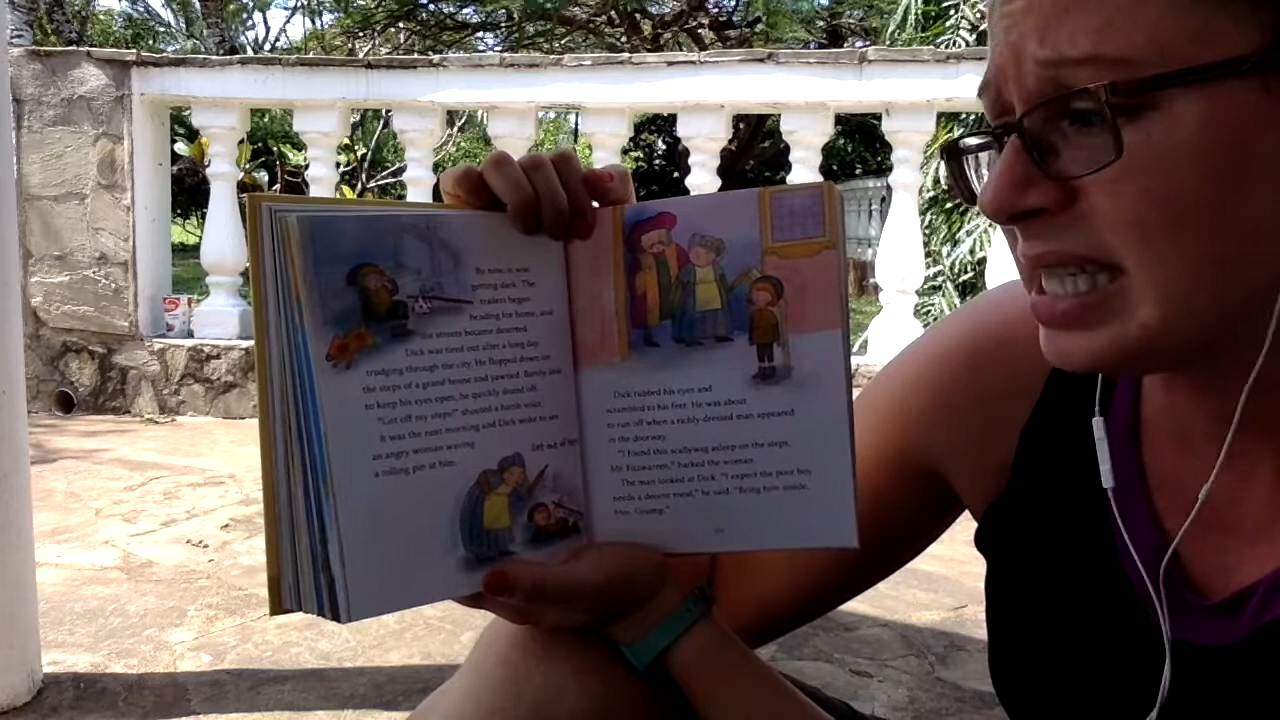 By now, it was
getting dark. The
traders began
heading for home, and
the streets became deserted.
Dick was tired out after a long day
trudging through the city. He flopped down on
the steps of a grand house and yawned. Barely able
to keep his eyes open, he quickly dozed off.
"Get off my steps!" shouted a harsh voice.
It was the next morning and Dick woke to see
an angry woman waving
a rolling pin at him.
Get out of
Dick rubbed his eyes and
scrambled to his feet. He was about
to run off when a richly-dressed man appeared
in the doorway.
"I found this scallywag asleep on the steps,
Mr. Fitzwarren," barked the woman.
The man looked at Dick. "I expect the poor boy
needs a decent meal," he said. "Bring him inside,
Mrs. Grump."